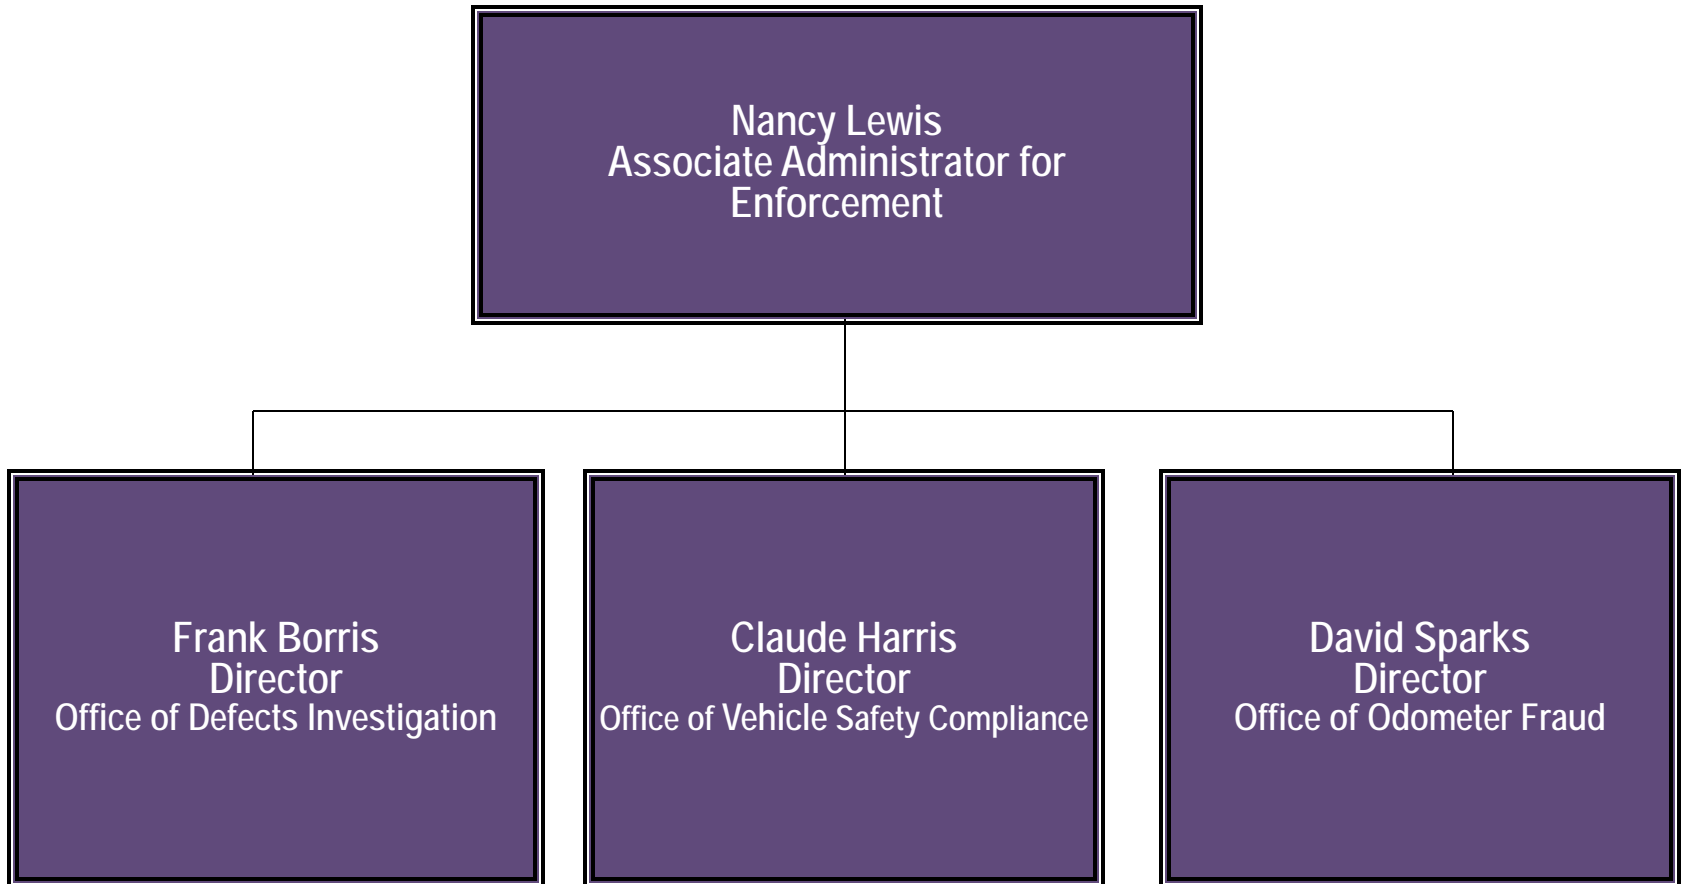 Nancy Lewis
Associate Administrator for
Enforcement
Frank Borris
Director
Office of Defects Investigation
Claude Harris
Director
Office of Vehicle Safety Compliance
David Sparks
Director
Office of Odometer Fraud